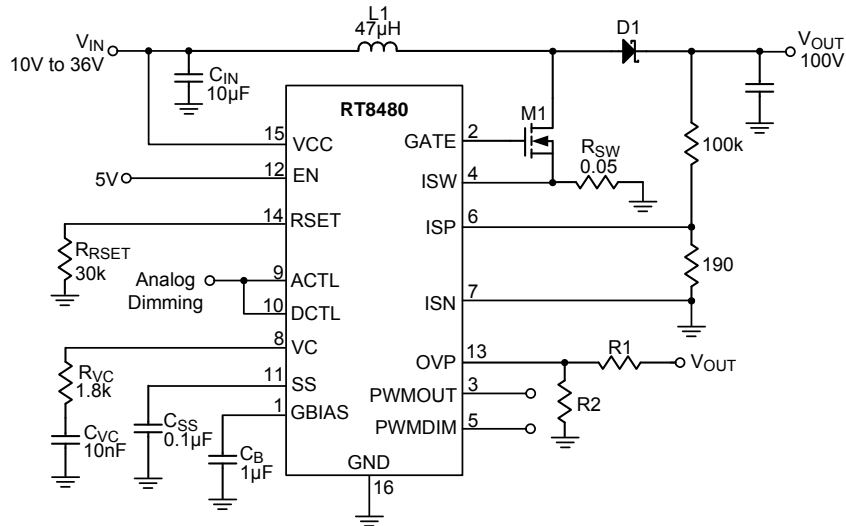 L1
47µH
D1
VIN
10V to 36V
CIN
10µF
VOUT
100V
RT8480
M1
15
VCC
GATE
2
100k
12
EN
5V
RSW
0.05
ISW
4
14
RSET
ISP
6
RRSET
30k
190
Analog
Dimming
9
ACTL
10
DCTL
ISN
7
8
VC
OVP
13
R1
VOUT
RVC
1.8k
11
SS
PWMOUT
3
R2
1
GBIAS
PWMDIM
5
CVC
10nF
CSS
0.1µF
CB
1µF
GND
16